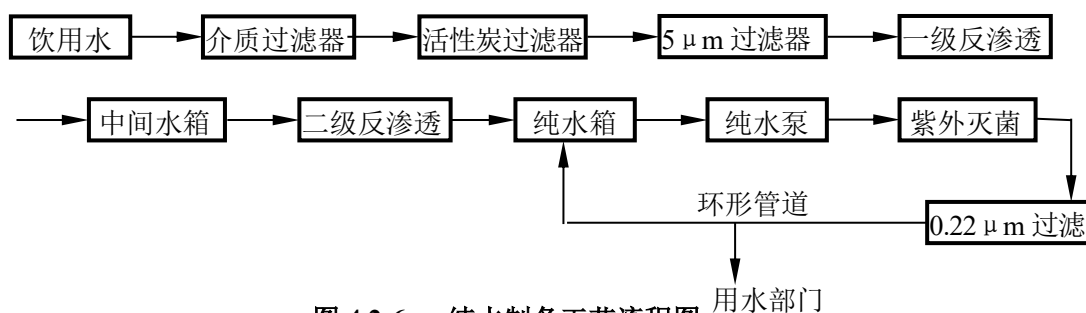 饮用水 介质过滤器 活性炭过滤器 5μm 过滤器 一级反渗透
中间水箱 二级反渗透 纯水箱 纯水泵 紫外灭菌
环形管道
0.22μm 过滤
用水部门